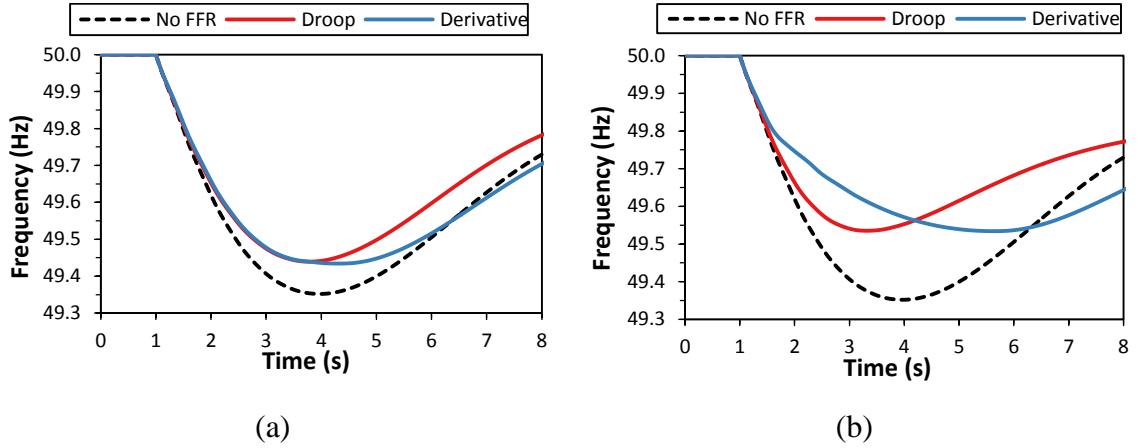 No FFR Droop Derivative
50.0
49.9
49.8
49.7
49.6
49.5
49.4
49.3
Frequency (Hz)
0 1 2 3 4 5 6 7 8
Time (s)
(a)
No FFR Droop Derivative
50.0
49.9
49.8
49.7
49.6
49.5
49.4
49.3
Frequency (Hz)
0 1 2 3 4 5 6 7 8
Time (s)
(b)